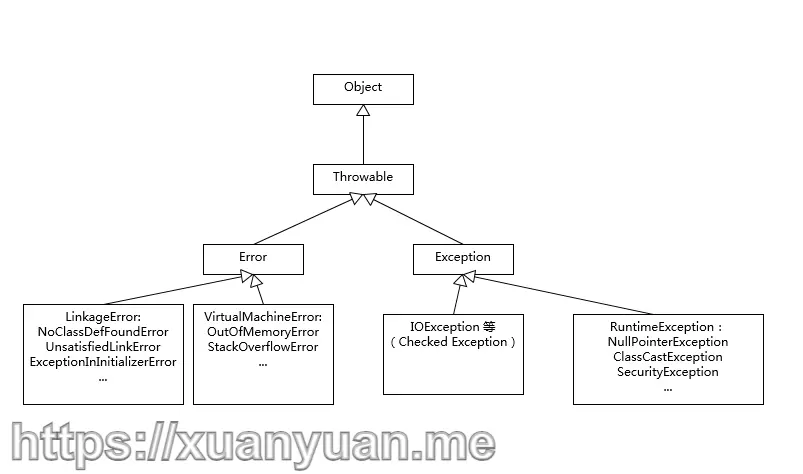 Object
Throwable
Error
Exception
LinkageError:
NoClassDefFoundError
UnsatisfiedLinkError
ExceptionInInitializerError
...
VirtualMachineError:
OutOfMemoryError
StackOverflowError
...
IOException 等
（Checked Exception）
RuntimeException：
NullPointerException
ClassCastException
SecurityException
...
https://xuanyuan.me